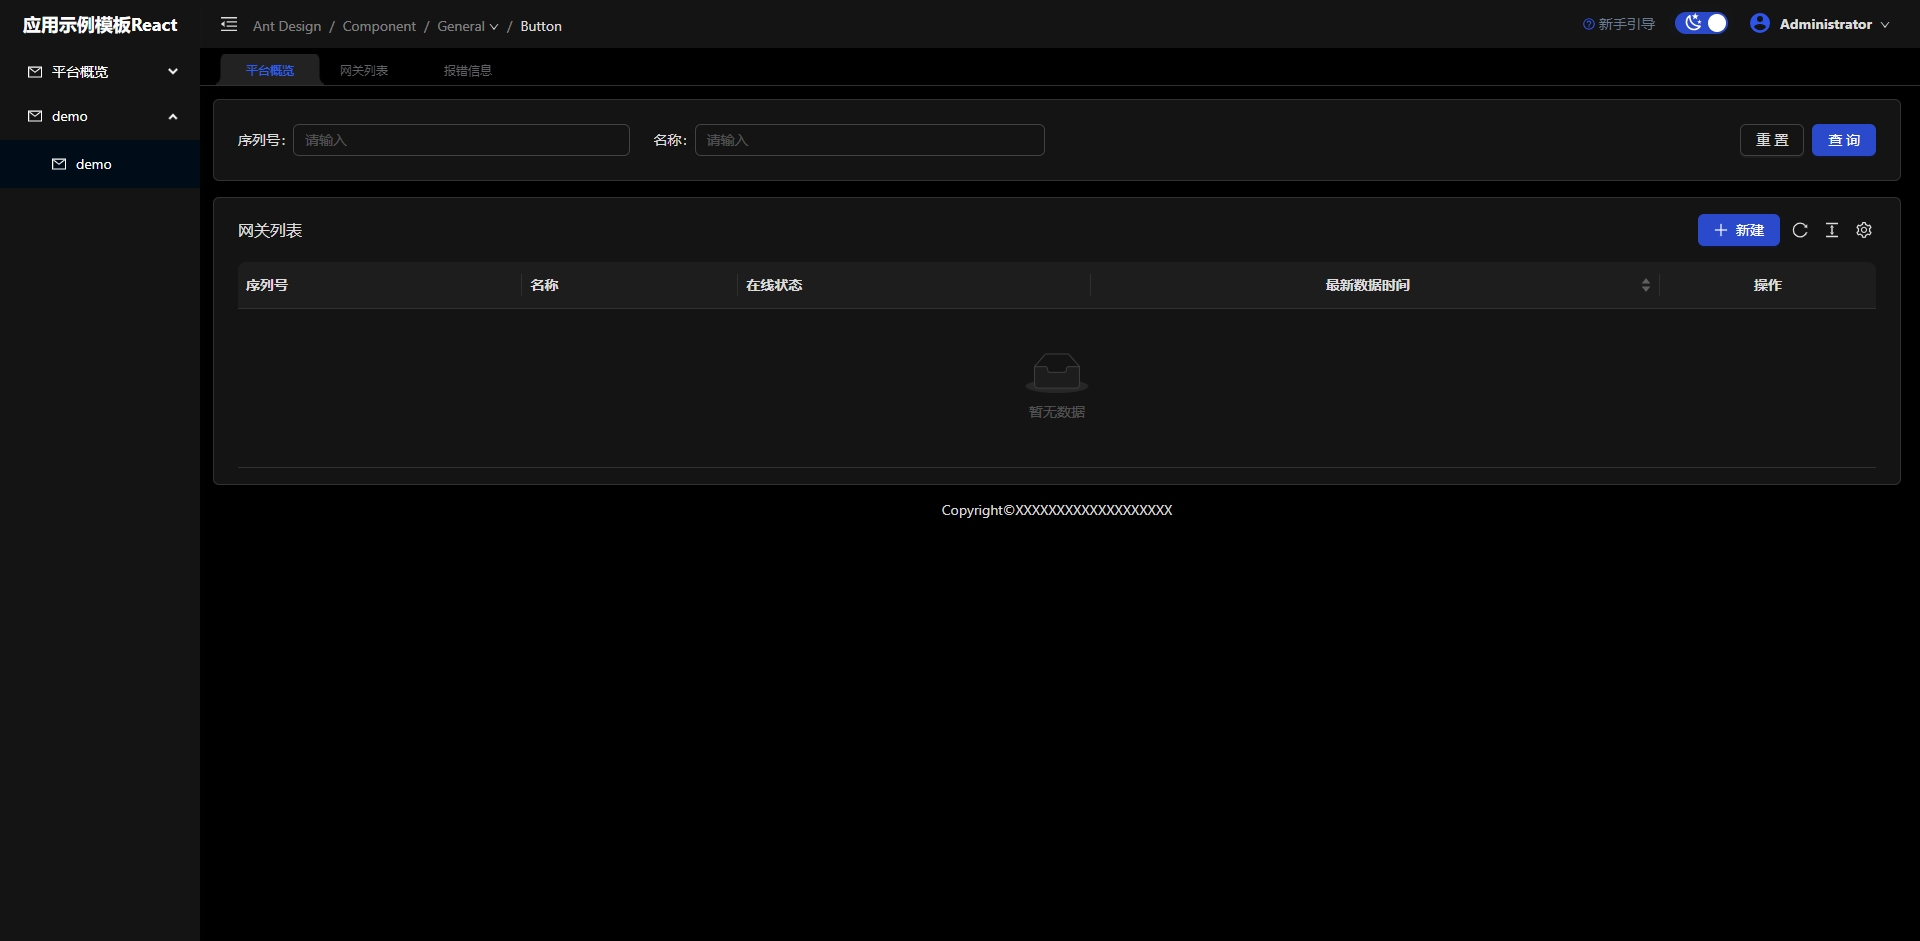 应用示例模板React
Ant Design / Component / General / Button
新手引导
Administrator
平台概览
demo
demo
平台概览 网关列表 报错信息
序列号: 请输入 名称: 请输入 重 置 查 询
网关列表 新建
序列号 名称 在线状态 最新数据时间 操作
暂无数据
Copyright©XXXXXXXXXXXXXXXXXXX